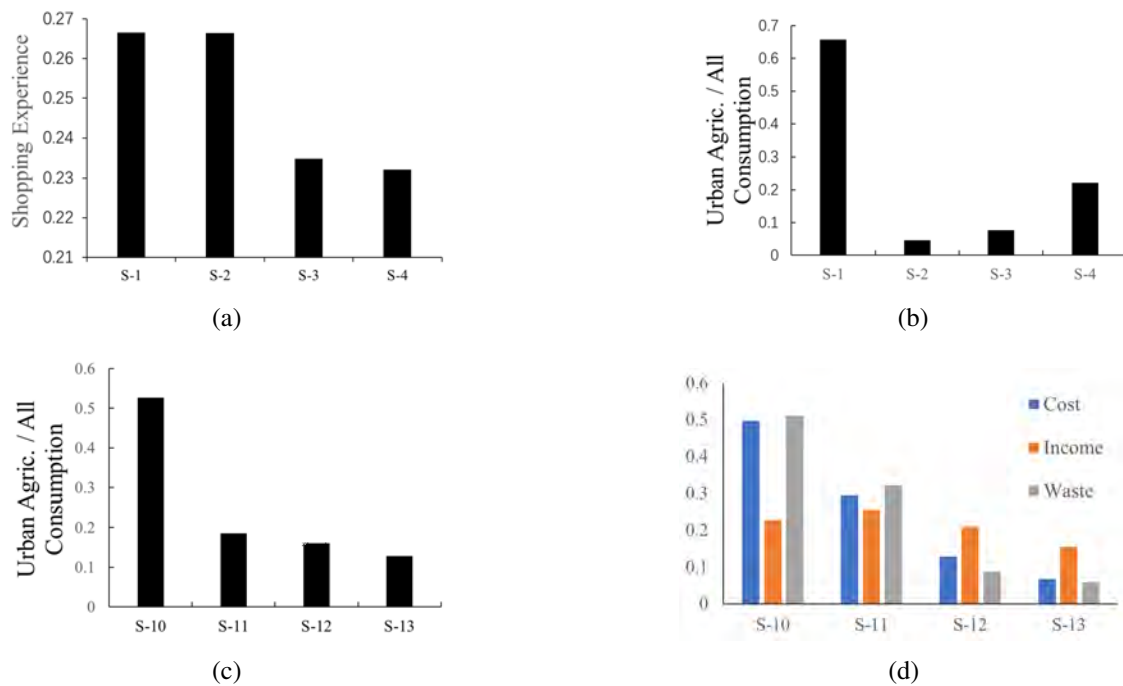 Shopping Experience
0.27
0.26
0.25
0.24
0.23
0.22
0.21
S-1 S-2 S-3 S-4
(a)
Urban Agric. / All
Consumption
0.7
0.6
0.5
0.4
0.3
0.2
0.1
0
S-1 S-2 S-3 S-4
(b)
Urban Agric. / All
Consumption
0.6
0.5
0.4
0.3
0.2
0.1
0
S-10 S-11 S-12 S-13
(c)
0.6
0.5
0.4
0.3
0.2
0.1
0
Cost
Income
Waste
S-10 S-11 S-12 S-13
(d)